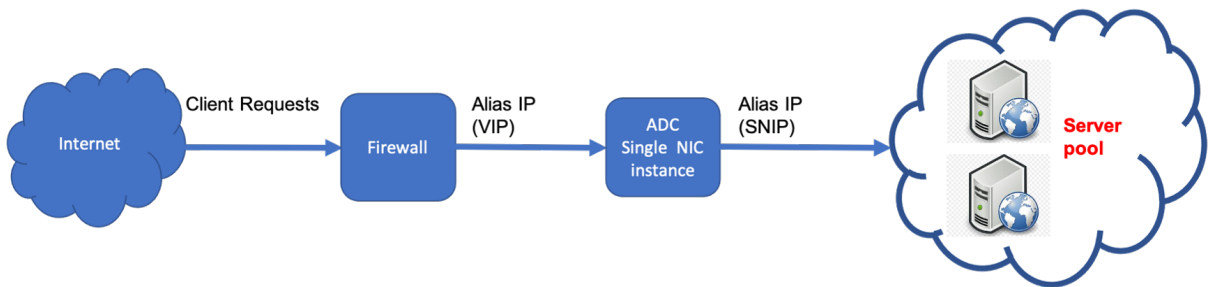 Internet
Client Requests
Firewall
Alias IP
(VIP)
ADC
Single NIC
instance
Alias IP
(SNIP)
Server
pool